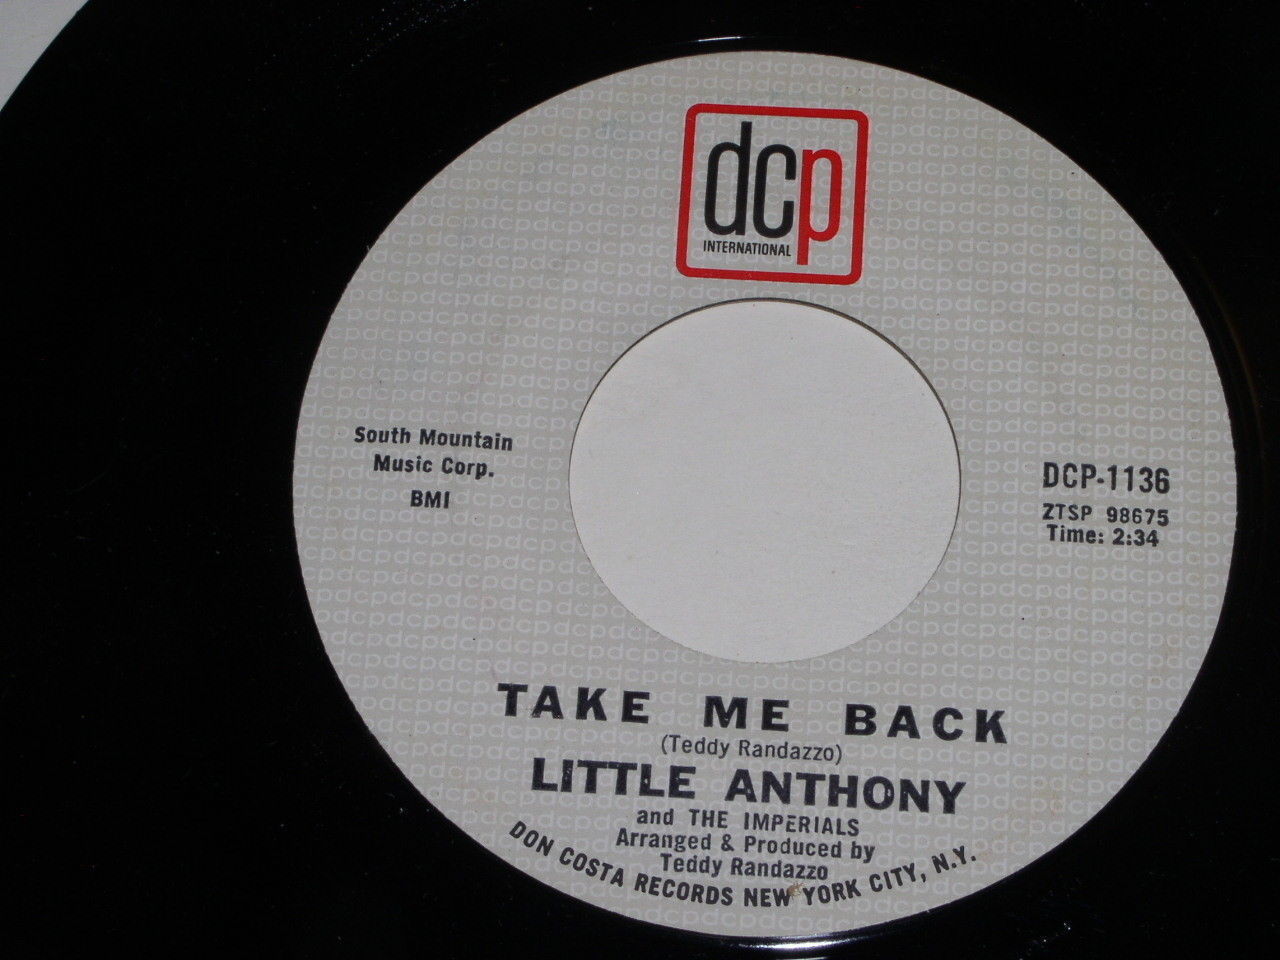 dcp
INTERNATIONAL
South Mountain
Music Corp.
BMI
DCP-1136
ZTSP 98675
Time: 2:34
TAKE ME BACK
(Teddy Randazzo)
LITTLE ANTHONY
and THE IMPERIALS
Arranged & Produced by
Teddy Randazzo
DON COSTA RECORDS NEW YORK CITY, N.Y.